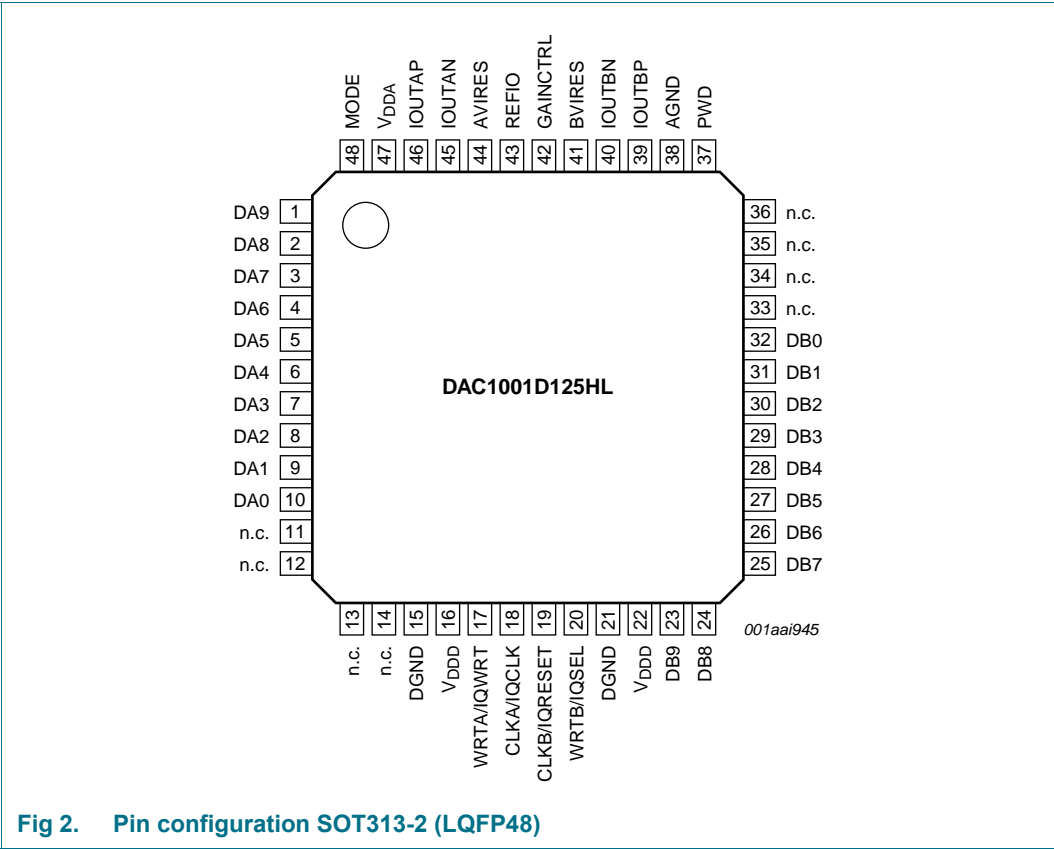 MODE
VDDA
IOUTAP
IOUTAN
AVIRES
REFIO
GAINCTRL
BVIRES
IOUTBN
IOUTBP
AGND
PWD
48
47
46
45
44
43
42
41
40
39
38
37
DA9 1
DA8 2
DA7 3
DA6 4
DA5 5
DA4 6
DA3 7
DA2 8
DA1 9
DA0 10
n.c. 11
n.c. 12
DAC1001D125HL
36 n.c.
35 n.c.
34 n.c.
33 n.c.
32 DB0
31 DB1
30 DB2
29 DB3
28 DB4
27 DB5
26 DB6
25 DB7
13
14
15
16
17
18
19
20
21
22
23
24
n.c.
n.c.
DGND
VDDD
WRTA/IQWRT
CLKA/IQCLK
CLKB/IQRESET
WRTB/IQSEL
DGND
VDDD
DB9
DB8
001aai945
Fig 2. Pin configuration SOT313-2 (LQFP48)